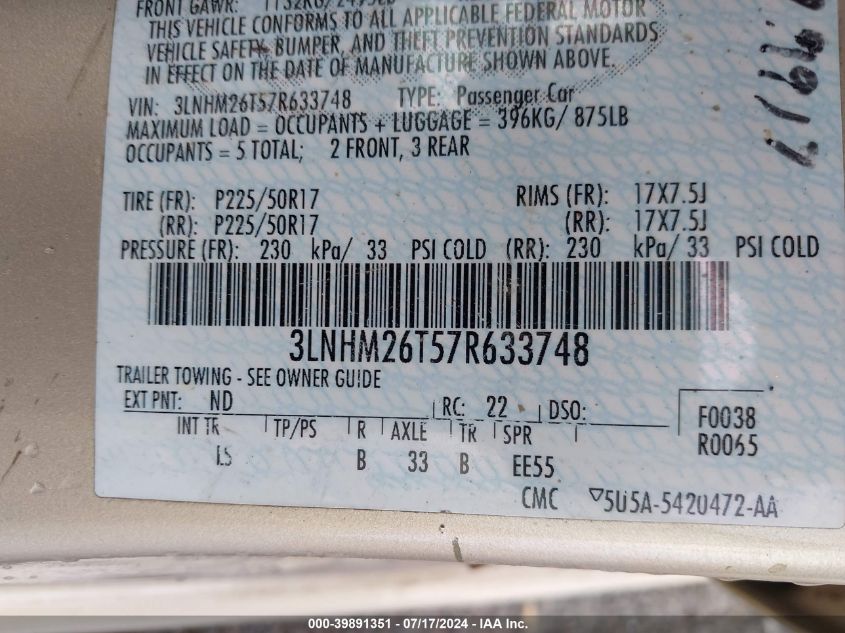 FRONT GAWR:
THIS VEHICLE CONFORMS TO ALL APPLICABLE FEDERAL MOTOR
VEHICLE SAFETY, BUMPER, AND THEFT PREVENTION STANDARDS
IN EFFECT ON THE DATE OF MANUFACTURE SHOWN ABOVE.
VIN: 3LNHM26T57R633748 TYPE: Passenger Car
MAXIMUM LOAD = OCCUPANTS + LUGGAGE = 396KG/ 875LB
OCCUPANTS = 5 TOTAL; 2 FRONT, 3 REAR
TIRE (FR): P225/50R17 RIMS (FR): 17X7.5J
(RR): P225/50R17 (RR): 17X7.5J
PRESSURE (FR): 230 kPa/ 33 PSI COLD (RR): 230 kPa/ 33 PSI COLD
3LNHM26T57R633748
TRAILER TOWING - SEE OWNER GUIDE
EXT PNT: ND RC: 22 DSO:
F0038
R0065
INT TR TP/PS R AXLE TR SPR
LS B 33 B EE55
CMC 5U5A-5420472-AA
000-39891351 - 07/17/2024 - IAA Inc.